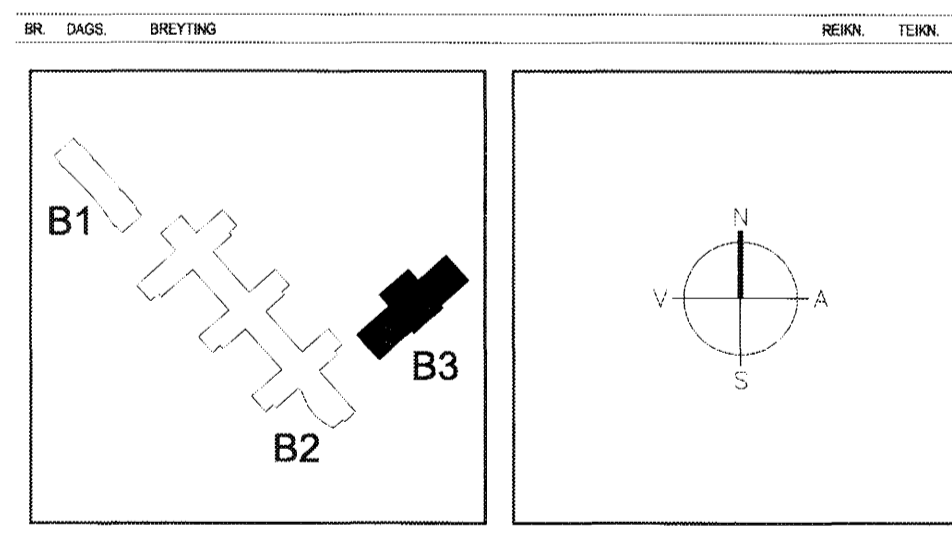 BR. DAGS. BREYTING REIKN. TEIKN.
B1
B3
B2
N
V A
S